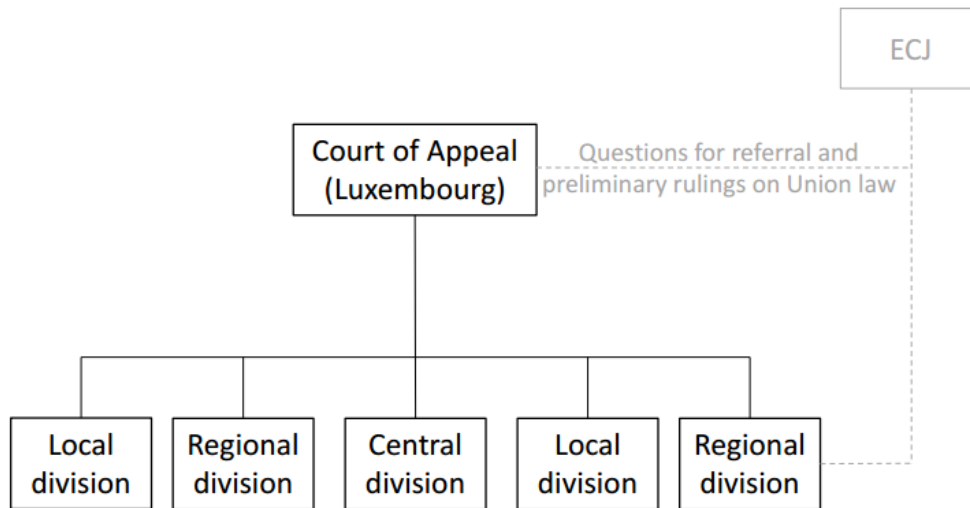 ECJ
Court of Appeal
(Luxembourg)
Questions for referral and
preliminary rulings on Union law
Local
division
Regional
division
Central
division
Local
division
Regional
division